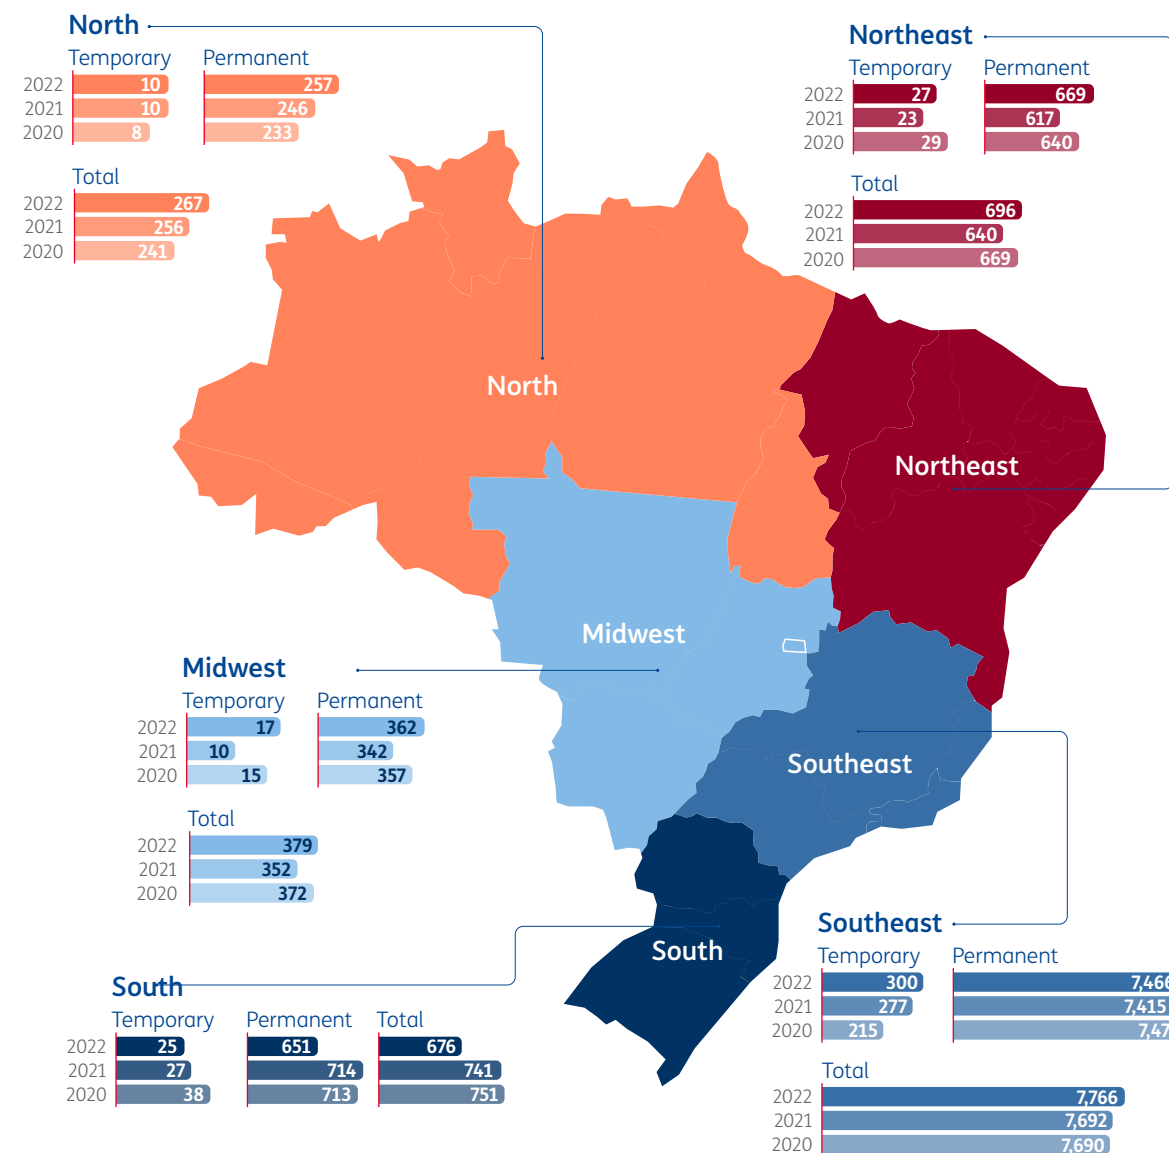 North
Temporary Permanent
2022 10 257
2021 10 246
2020 8 233
Total
2022 267
2021 256
2020 241
Northeast
Temporary Permanent
2022 27 669
2021 23 617
2020 29 640
Total
2022 696
2021 640
2020 669
North
Northeast
Midwest
Southeast
South
Midwest
Temporary Permanent
2022 17 362
2021 10 342
2020 15 357
Total
2022 379
2021 352
2020 372
South
Temporary Permanent Total
2022 25 651 676
2021 27 714 741
2020 38 713 751
Southeast
Temporary Permanent
2022 300 7,466
2021 277 7,415
2020 215 7,47
Total
2022 7,766
2021 7,692
2020 7,690